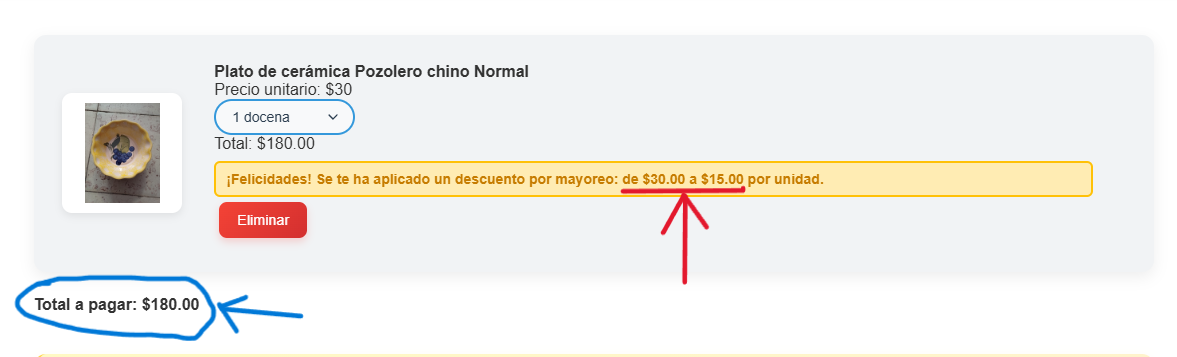 Plato de cerámica Pozolero chino Normal
Precio unitario: $30
1 docena
Total: $180.00
¡Felicidades! Se te ha aplicado un descuento por mayoreo: de $30.00 a $15.00 por unidad.
Eliminar
Total a pagar: $180.00